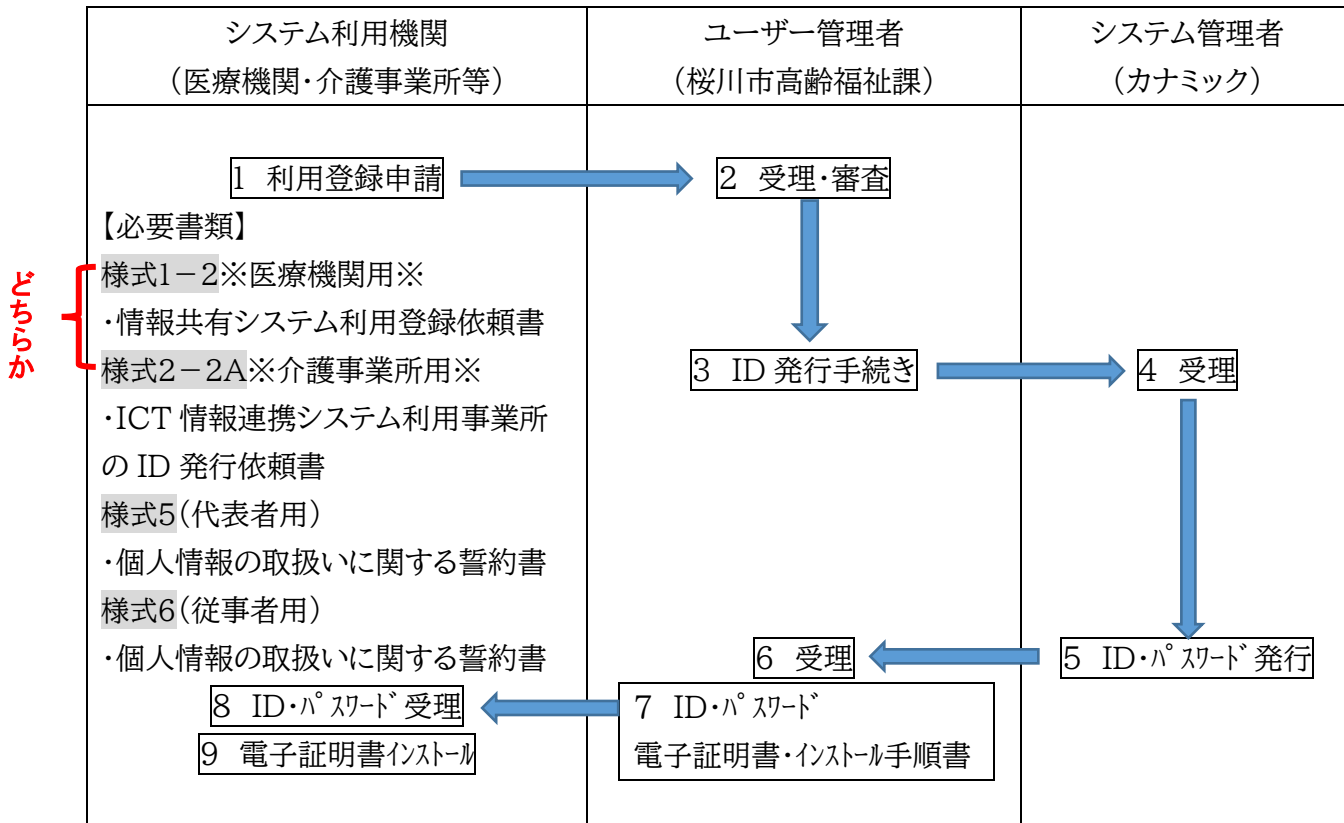 システム利用機関
(医療機関・介護事業所等)
ユーザー管理者
(桜川市高齢福祉課)
システム管理者
(カナミック)
1 利用登録申請
2 受理・審査
【必要書類】
どちらか
様式1-2※医療機関用※
・情報共有システム利用登録依頼書
様式2-2A※介護事業所用※
3 ID 発行手続き
4 受理
・ICT 情報連携システム利用事業所
の ID 発行依頼書
様式5(代表者用)
・個人情報の取扱いに関する誓約書
様式6(従事者用)
・個人情報の取扱いに関する誓約書
6 受理
5 ID・パスワード発行
8 ID・パスワード受理
7 ID・パスワード
電子証明書・インストール手順書
9 電子証明書インストール